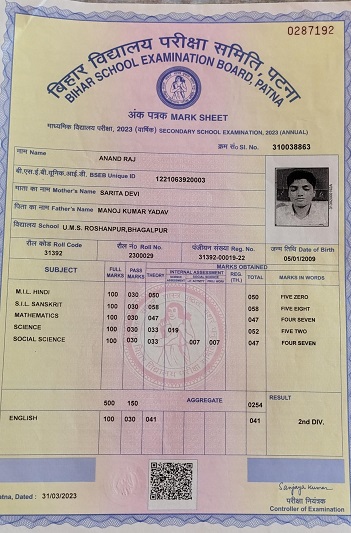 0287192
बिहार विद्यालय परीक्षा समिति, पटना
BIHAR SCHOOL EXAMINATION BOARD, PATNA
अंक पत्रक MARK SHEET
माध्यमिक विद्यालय परीक्षा, 2023 (वार्षिक) SECONDARY SCHOOL EXAMINATION, 2023 (ANNUAL)
नाम Name क्रम सं० Sl. No. 310038863
ANAND RAJ
बी.एस.ई.बी.यूनिक.आई.डी. BSEB Unique ID 1221063920003
माता का नाम Mother's Name SARITA DEVI
पिता का नाम Father's Name MANOJ KUMAR YADAV
विद्यालय School U.M.S. ROSHANPUR,BHAGALPUR
रौल कोड Roll Code रौल न० Roll No. पंजीयन संख्या Reg. No. जन्म तिथि Date of Birth
31392 2300029 31392-00019-22 05/01/2009
SUBJECT FULL MARKS PASS MARKS THEORY MARKS OBTAINED INTERNAL ASSESSMENT REG. (TH.) TOTAL MARKS IN WORDS
M.I.L. HINDI 100 030 050 050 FIVE ZERO
S.I.L. SANSKRIT 100 030 058 058 FIVE EIGHT
MATHEMATICS 100 030 047 047 FOUR SEVEN
SCIENCE 100 030 033 019 052 FIVE TWO
SOCIAL SCIENCE 100 030 033 007 007 047 FOUR SEVEN
500 150 AGGREGATE 0254 RESULT
ENGLISH 100 030 041 041 2nd DIV.
Sanjay Kumar
परीक्षा नियंत्रक
tna, Dated : 31/03/2023 Controller of Examination